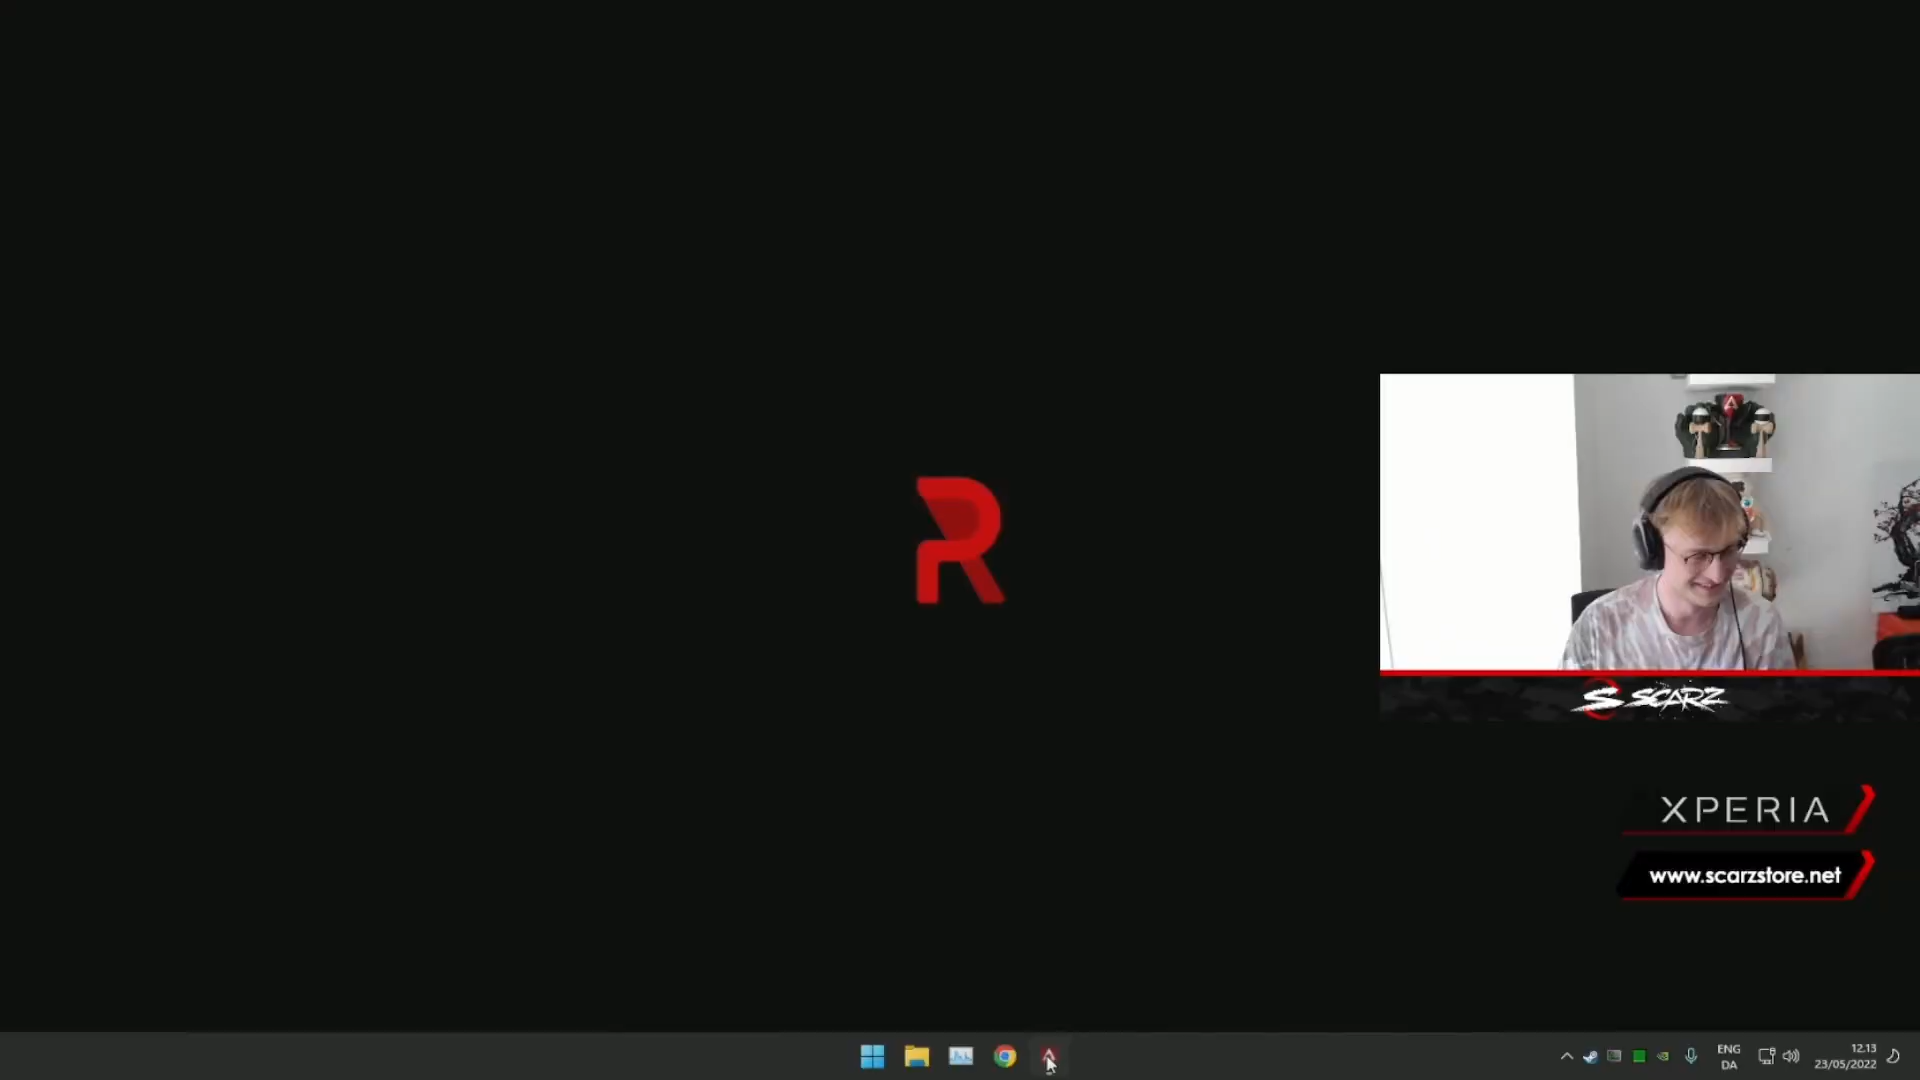 R
SCARZ
XPERIA
www.scarzstore.net
ENG
DA
12.13
23/05/2022